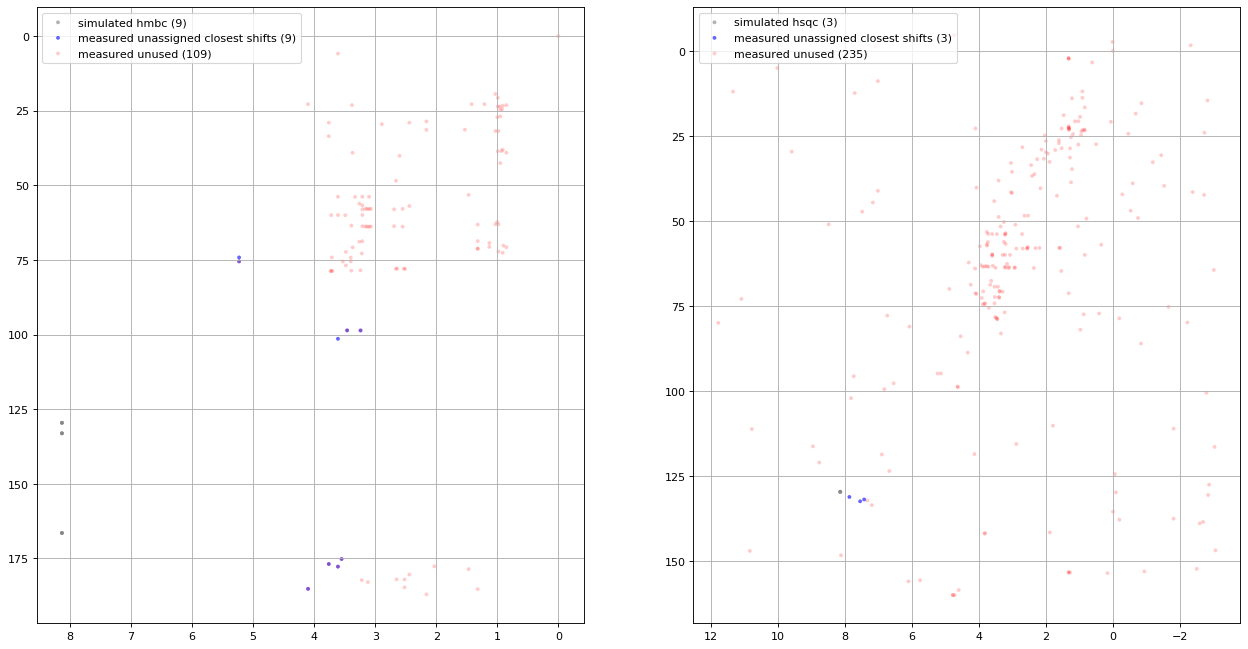 simulated hmbc (9)
measured unassigned closest shifts (9)
measured unused (109)
0
25
50
75
100
125
150
175
8 7 6 5 4 3 2 1 0
simulated hsqc (3)
measured unassigned closest shifts (3)
measured unused (235)
0
25
50
75
100
125
150
12 10 8 6 4 2 0 −2